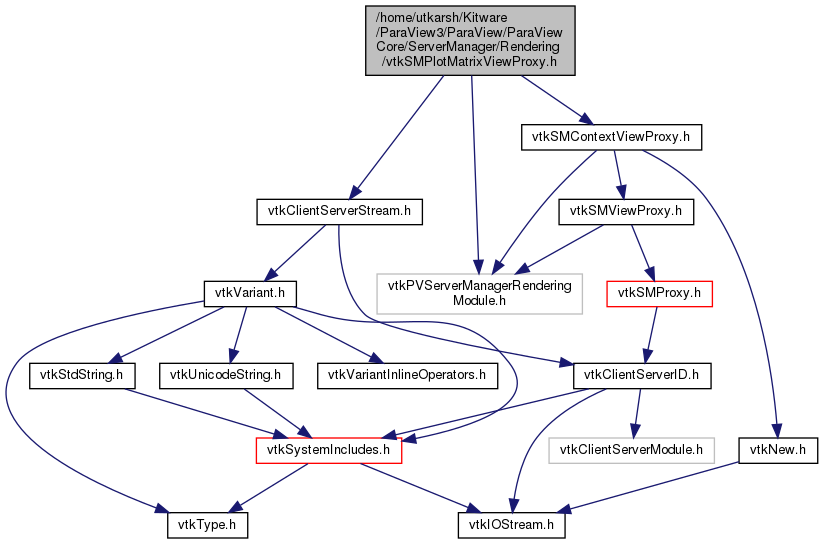 /home/utkarsh/Kitware
/ParaView3/ParaView/ParaView
Core/ServerManager/Rendering
/vtkSMPlotMatrixViewProxy.h
vtkSMContextViewProxy.h
vtkClientServerStream.h
vtkSMViewProxy.h
vtkPVServerManagerRendering
Module.h
vtkVariant.h
vtkSMProxy.h
vtkStdString.h
vtkUnicodeString.h
vtkVariantInlineOperators.h
vtkClientServerID.h
vtkSystemIncludes.h
vtkClientServerModule.h
vtkNew.h
vtkType.h
vtkIOStream.h